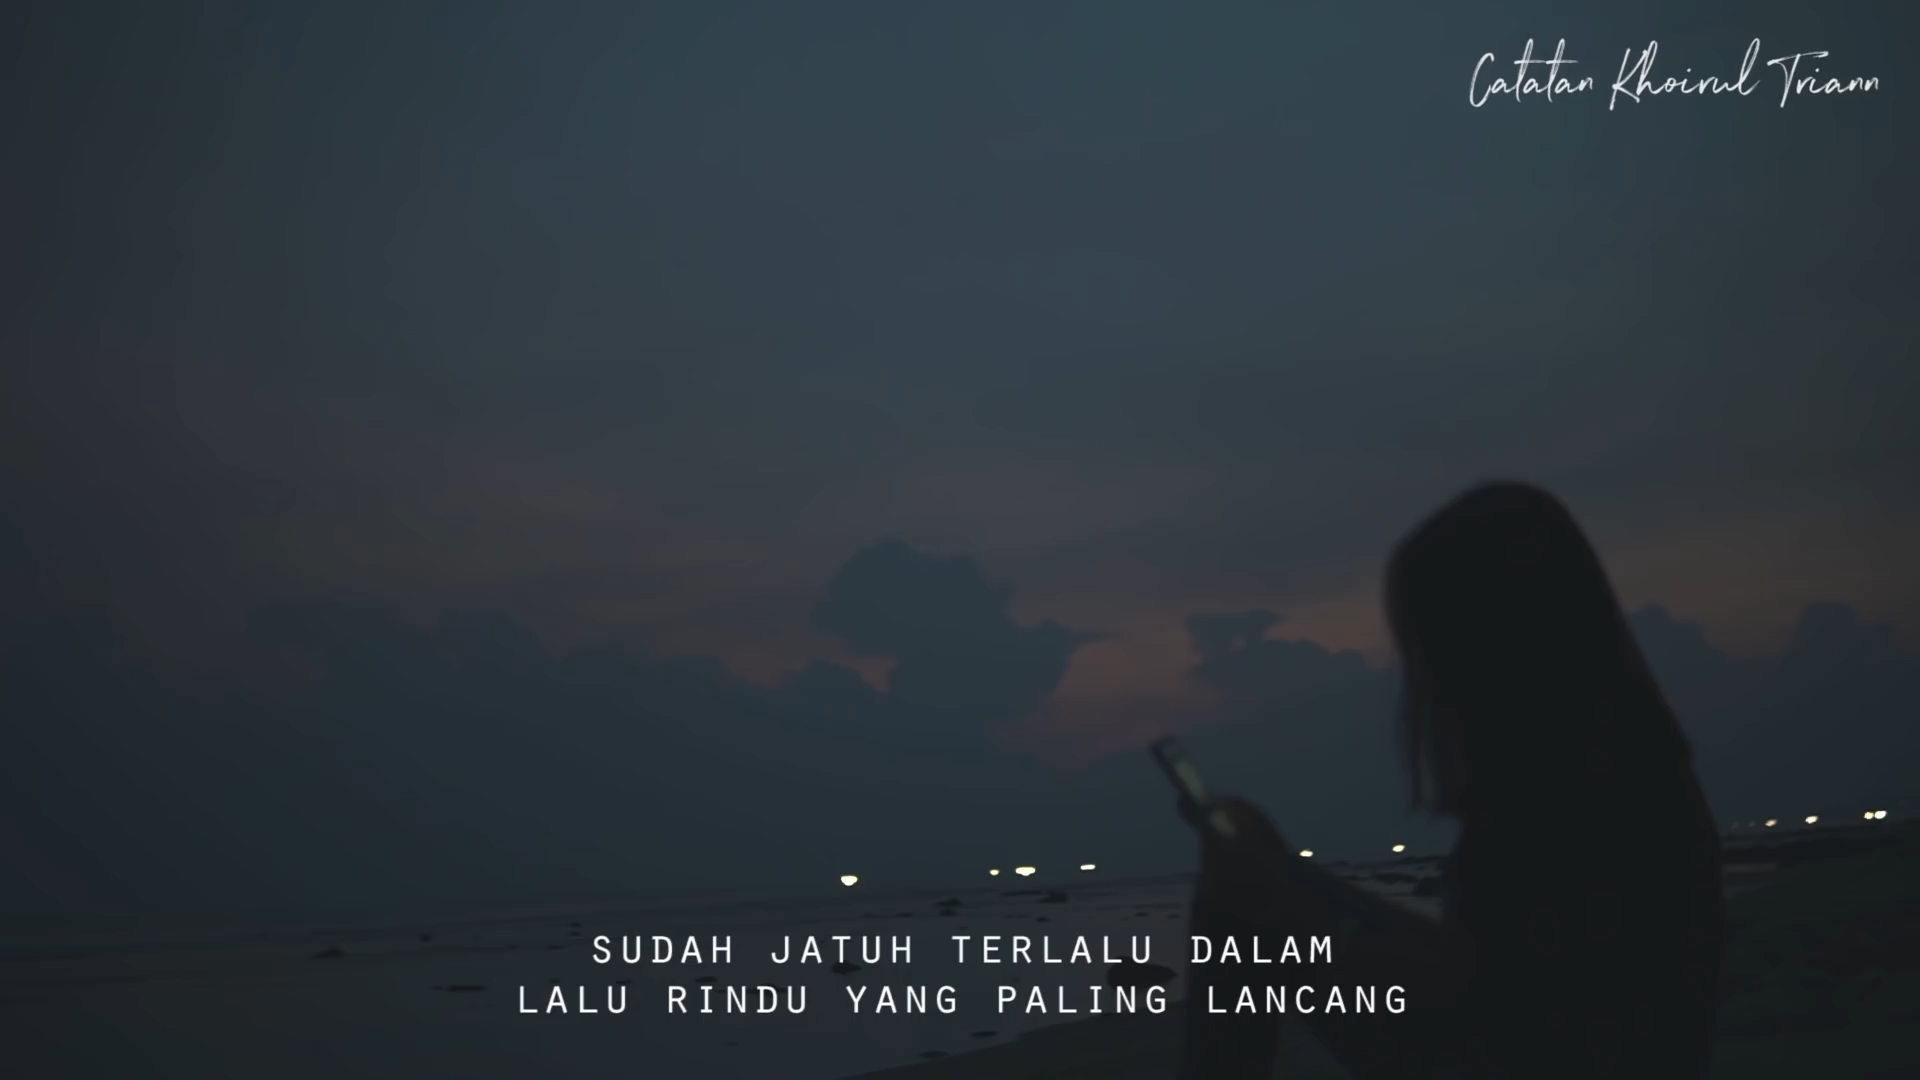 Catatan Khoirul Triann
SUDAH JATUH TERLALU DALAM
LALU RINDU YANG PALING LANCANG